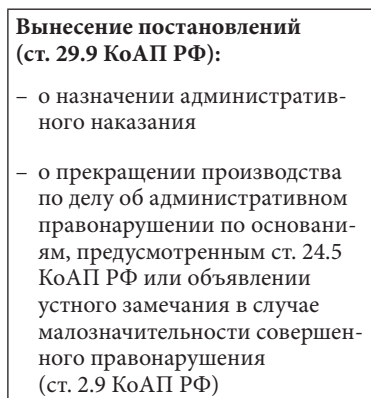 Вынесение постановлений
(ст. 29.9 КоАП РФ):
– о назначении административ-
ного наказания
– о прекращении производства
по делу об административном
правонарушении по основани-
ям, предусмотренным ст. 24.5
КоАП РФ или объявлении
устного замечания в случае
малозначительности совершен-
ного правонарушения
(ст. 2.9 КоАП РФ)